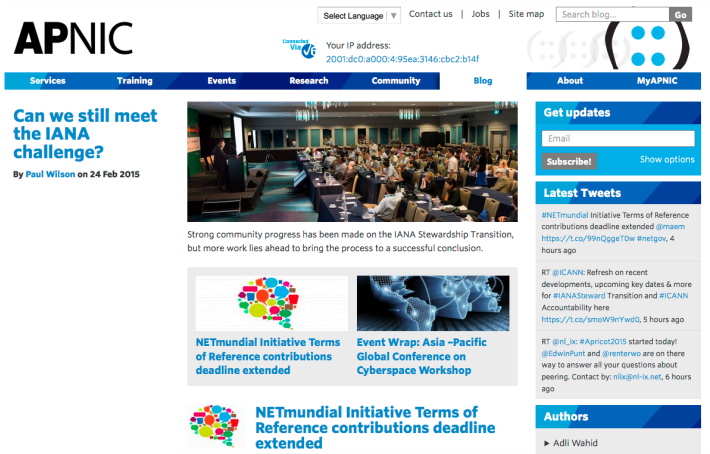 Select Language
Contact us | Jobs | Site map
Search blog...
Go
APNIC
Connected Via v6
Your IP address:
2001:dc0:a000:4:95ea:3146:cbc2:b14f
Services
Training
Events
Research
Community
Blog
About
MyAPNIC
Can we still meet
the IANA
challenge?
By Paul Wilson on 24 Feb 2015
Strong community progress has been made on the IANA Stewardship Transition,
but more work lies ahead to bring the process to a successful conclusion.
NETmundial Initiative Terms
of Reference contributions
deadline extended
Event Wrap: Asia –Pacific
Global Conference on
Cyberspace Workshop
NETmundial Initiative Terms of
Reference contributions deadline
extended
Get updates
Email
Subscribe!
Show options
Latest Tweets
#NETmundial Initiative Terms of Reference
contributions deadline extended @maem
https://t.co/99nQggeT0w #netgov, 4
hours ago
RT @ICANN: Refresh on recent
developments, upcoming key dates & more
for #IANASteward Transition and #ICANN
Accountability here
https://t.co/smoW9nYwd0, 5 hours ago
RT @nl_ix: #Apricot2015 started today!
@EdwinPunt and @renterwo are on there
way to answer all your questions about
peering. Contact by: nlix@nl-ix.net, 6 hours
ago
Authors
Adli Wahid